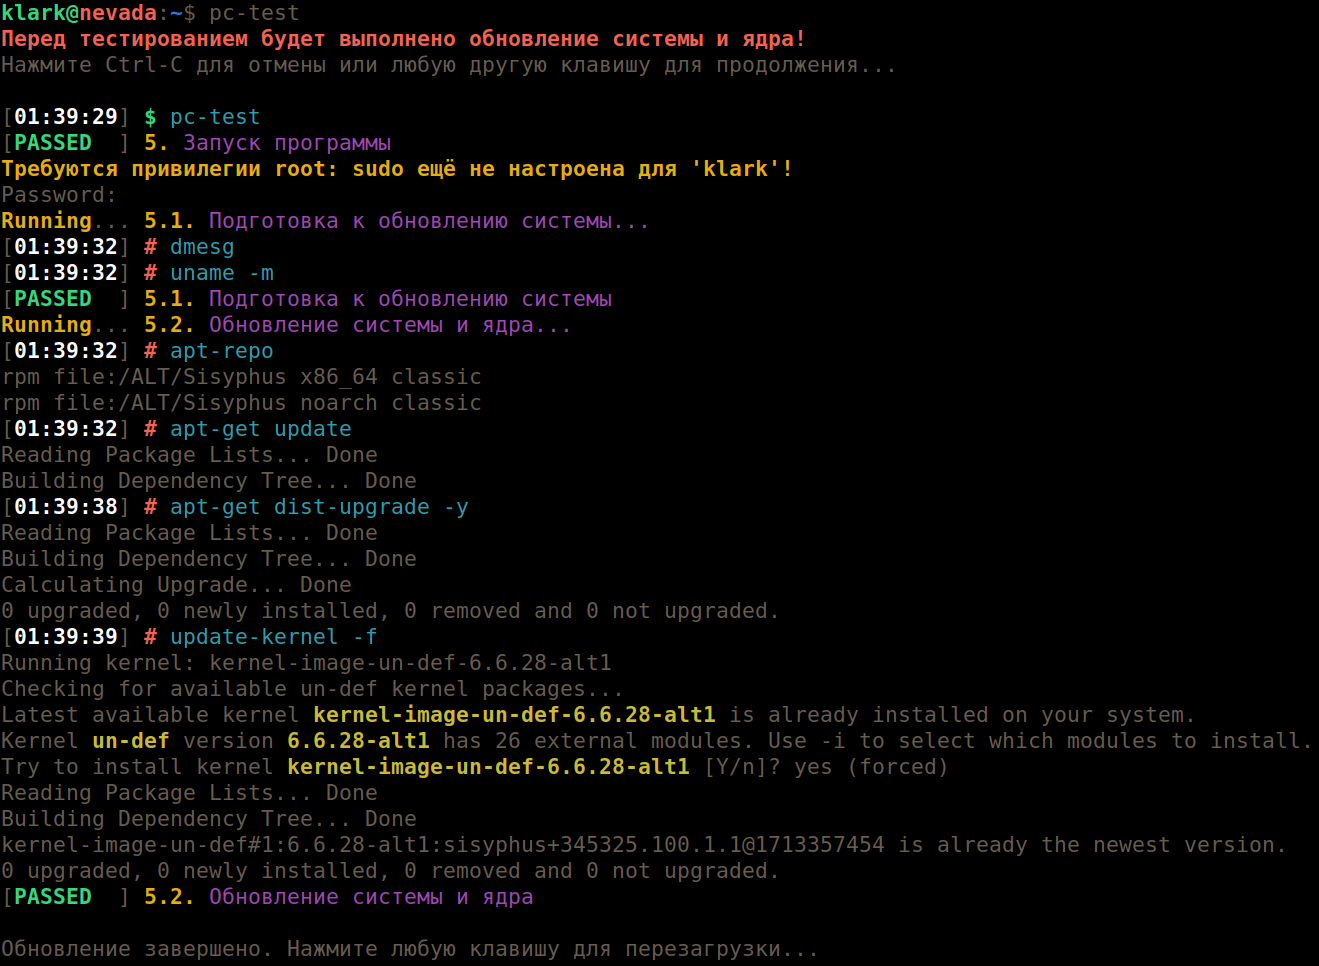 klark@nevada:~$ pc-test
Перед тестированием будет выполнено обновление системы и ядра!
Нажмите Ctrl-C для отмены или любую другую клавишу для продолжения...
[01:39:29] $ pc-test
[PASSED  ] 5. Запуск программы
Требуются привилегии root: sudo ещё не настроена для 'klark'!
Password:
Running... 5.1. Подготовка к обновлению системы...
[01:39:32] # dmesg
[01:39:32] # uname -m
[PASSED  ] 5.1. Подготовка к обновлению системы
Running... 5.2. Обновление системы и ядра...
[01:39:32] # apt-repo
rpm file:/ALT/Sisyphus x86_64 classic
rpm file:/ALT/Sisyphus noarch classic
[01:39:32] # apt-get update
Reading Package Lists... Done
Building Dependency Tree... Done
[01:39:38] # apt-get dist-upgrade -y
Reading Package Lists... Done
Building Dependency Tree... Done
Calculating Upgrade... Done
0 upgraded, 0 newly installed, 0 removed and 0 not upgraded.
[01:39:39] # update-kernel -f
Running kernel: kernel-image-un-def-6.6.28-alt1
Checking for available un-def kernel packages...
Latest available kernel kernel-image-un-def-6.6.28-alt1 is already installed on your system.
Kernel un-def version 6.6.28-alt1 has 26 external modules. Use -i to select which modules to install.
Try to install kernel kernel-image-un-def-6.6.28-alt1 [Y/n]? yes (forced)
Reading Package Lists... Done
Building Dependency Tree... Done
kernel-image-un-def#1:6.6.28-alt1:sisyphus+345325.100.1.1@1713357454 is already the newest version.
0 upgraded, 0 newly installed, 0 removed and 0 not upgraded.
[PASSED  ] 5.2. Обновление системы и ядра
Обновление завершено. Нажмите любую клавишу для перезагрузки...